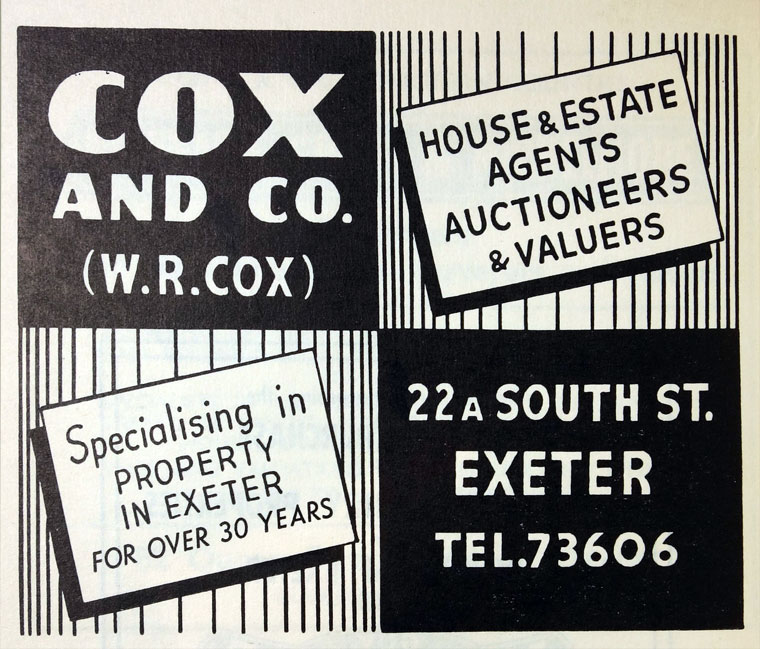 COX
AND CO.
(W.R.COX)
HOUSE & ESTATE
AGENTS
AUCTIONEERS
& VALUERS
Specialising in
PROPERTY
IN EXETER
FOR OVER 30 YEARS
22A SOUTH ST.
EXETER
TEL.73606